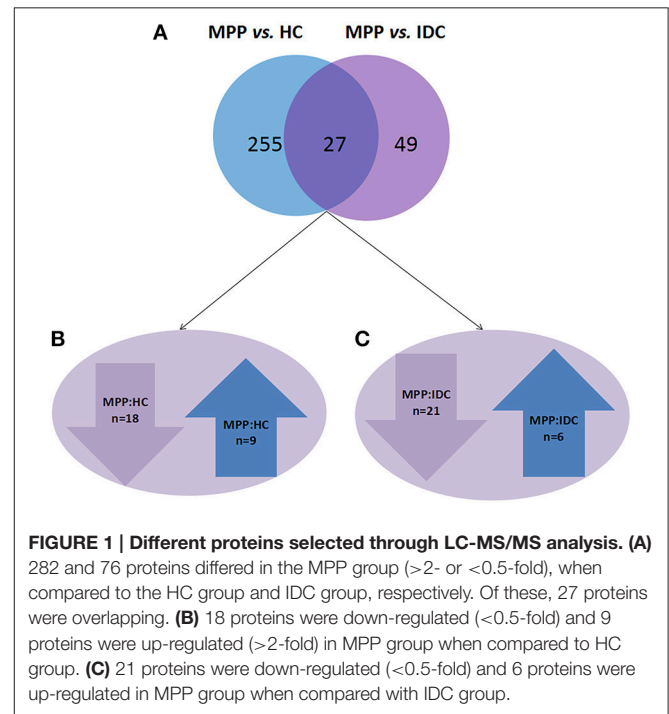 A
MPP vs. HC
MPP vs. IDC
255
27
49
B
C
MPP:HC
n=18
MPP:HC
n=9
MPP:IDC
n=21
MPP:IDC
n=6
FIGURE 1 | Different proteins selected through LC-MS/MS analysis. (A)
282 and 76 proteins differed in the MPP group (>2- or <0.5-fold), when
compared to the HC group and IDC group, respectively. Of these, 27 proteins
were overlapping. (B) 18 proteins were down-regulated (<0.5-fold) and 9
proteins were up-regulated (>2-fold) in MPP group when compared to HC
group. (C) 21 proteins were down-regulated (<0.5-fold) and 6 proteins were
up-regulated in MPP group when compared with IDC group.